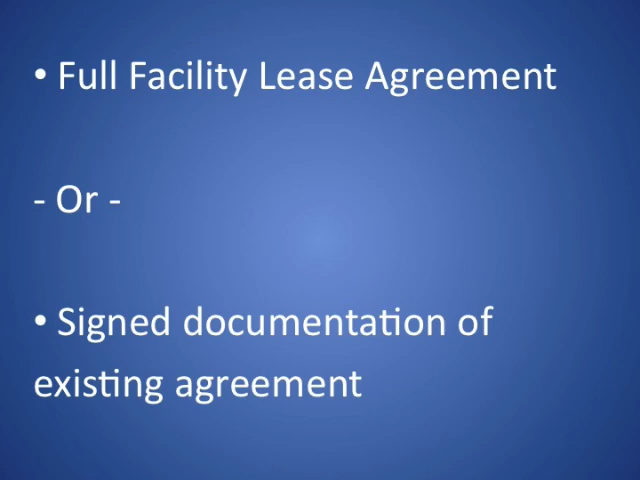 • Full Facility Lease Agreement
- Or -
• Signed documentation of
existing agreement